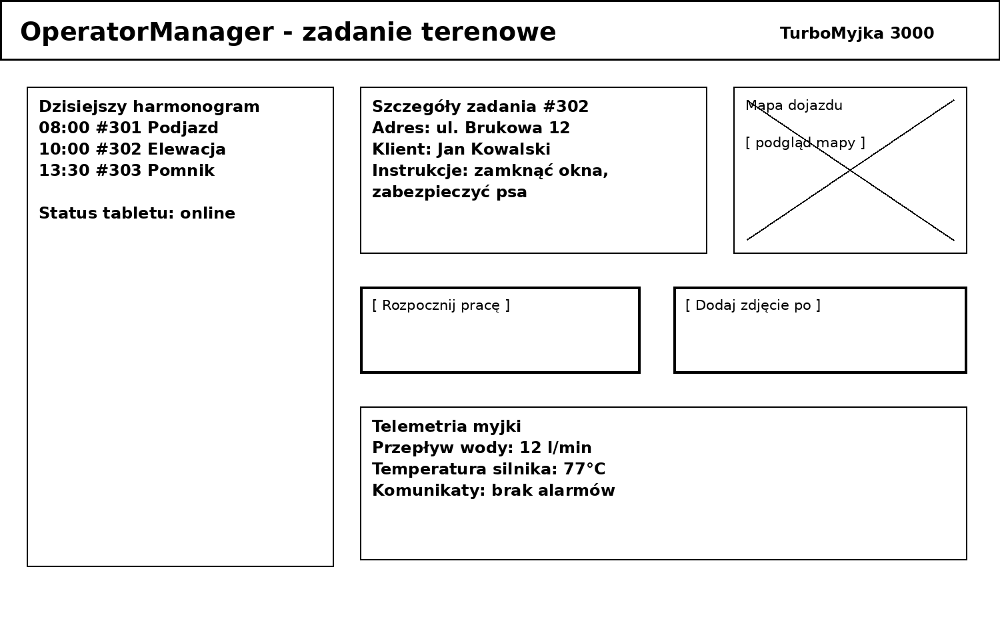 OperatorManager - zadanie terenowe
TurboMyjka 3000
Dzisiejszy harmonogram
08:00 #301 Podjazd
10:00 #302 Elewacja
13:30 #303 Pomnik
Status tabletu: online
Szczegóły zadania #302
Adres: ul. Brukowa 12
Klient: Jan Kowalski
Instrukcje: zamknąć okna,
zabezpieczyć psa
Mapa dojazdu
[ podgląd mapy ]
[ Rozpocznij pracę ]
[ Dodaj zdjęcie po ]
Telemetria myjki
Przepływ wody: 12 l/min
Temperatura silnika: 77°C
Komunikaty: brak alarmów